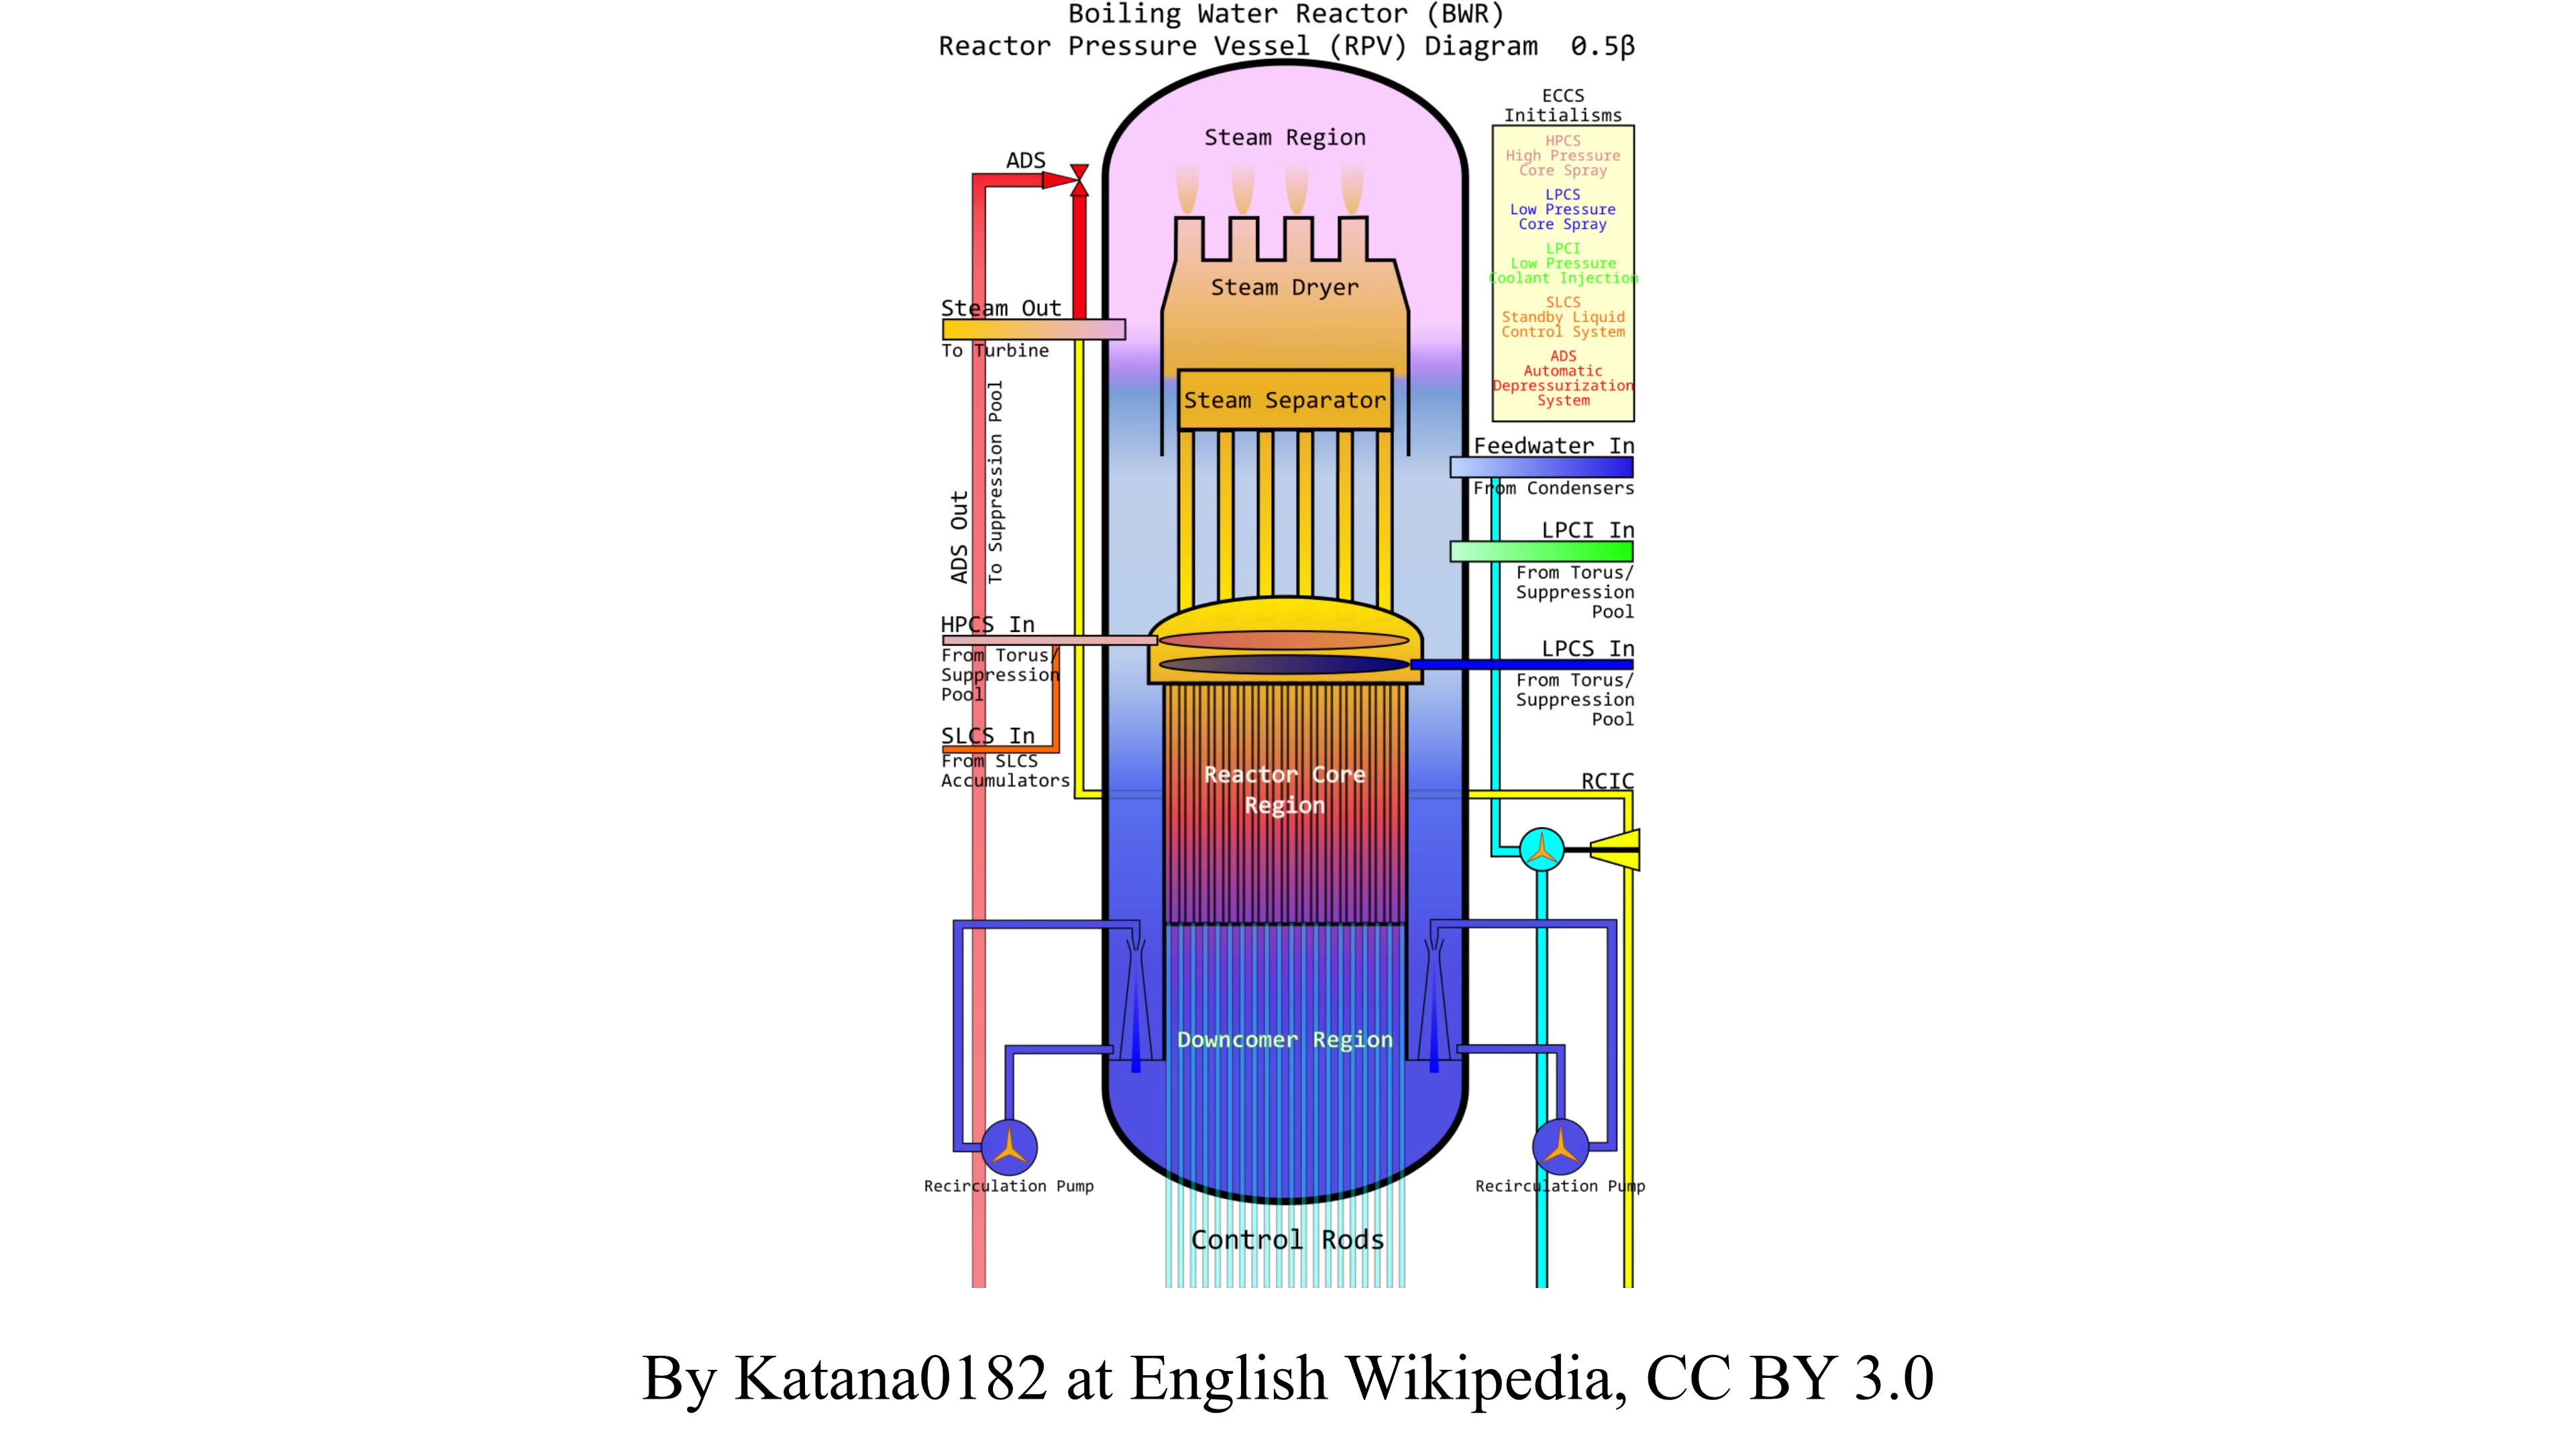 Boiling Water Reactor (BWR)
Reactor Pressure Vessel (RPV) Diagram 0.5β
ECCS
Initialisms
HPCS
High Pressure
Core Spray
LPCS
Low Pressure
Core Spray
LPCI
Low Pressure
Coolant Injection
SLCS
Standby Liquid
Control System
ADS
Automatic
Depressurization
System
Steam Region
ADS
Steam Dryer
Steam Out
To Turbine
Steam Separator
ADS Out
To Suppression Pool
Feedwater In
From Condensers
LPCI In
From Torus/
Suppression
Pool
HPCS In
From Torus/
Suppression
Pool
LPCS In
From Torus/
Suppression
Pool
SLCS In
From SLCS
Accumulators
Reactor Core
Region
RCIC
Downcomer Region
Recirculation Pump
Recirculation Pump
Control Rods
By Katana0182 at English Wikipedia, CC BY 3.0